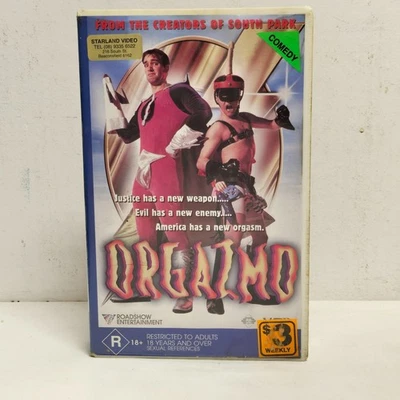 FROM THE CREATORS OF SOUTH PARK
STARLAND VIDEO
COMEDY
Justice has a new weapon.....
Evil has a new enemy.....
America has a new orgasm.
ORGAZMO
ROADSHOW
ENTERTAINMENT
R 18+
RESTRICTED TO ADULTS
18 YEARS AND OVER
SEXUAL REFERENCES
$3
WEEKLY